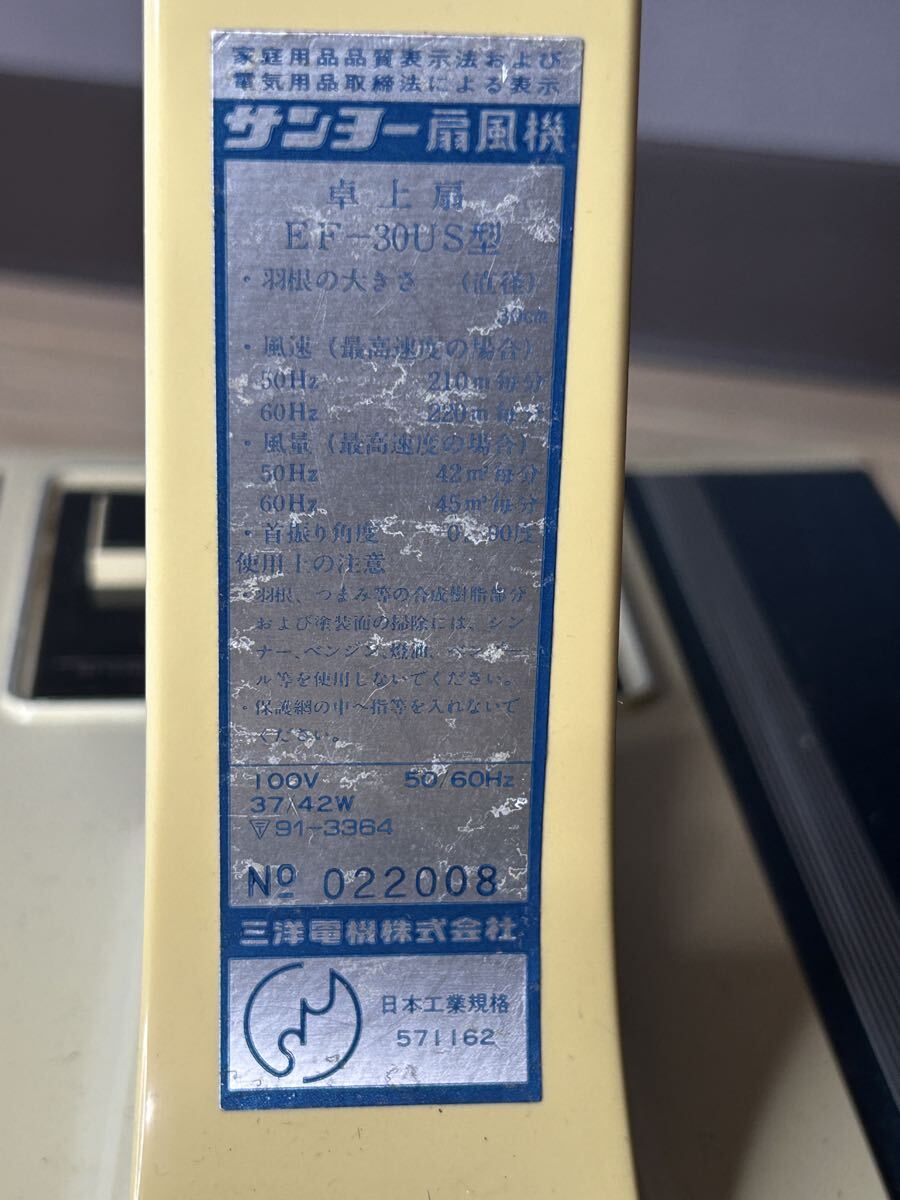 家庭用品品質表示法および
電気用品取締法による表示
サンヨー扇風機
卓上扇
EF-30US型
・羽根の大きさ (直径)
30cm
・風速(最高速度の場合)
50Hz 210m毎分
60Hz 220m毎分
・風量(最高速度の場合)
50Hz 42m³毎分
60Hz 45m³毎分
・首振り角度
使用上の注意
・羽根、つまみ等の合成樹脂部分
および塗装面の掃除には、シン
ナー、ベンジン、燈油、
ル等を使用しないでください。
・保護網の中へ指等を入れないで
ください。
100V 50/60Hz
37/42W
91-3364
No 022008
三洋電機株式会社
日本工業規格
571162